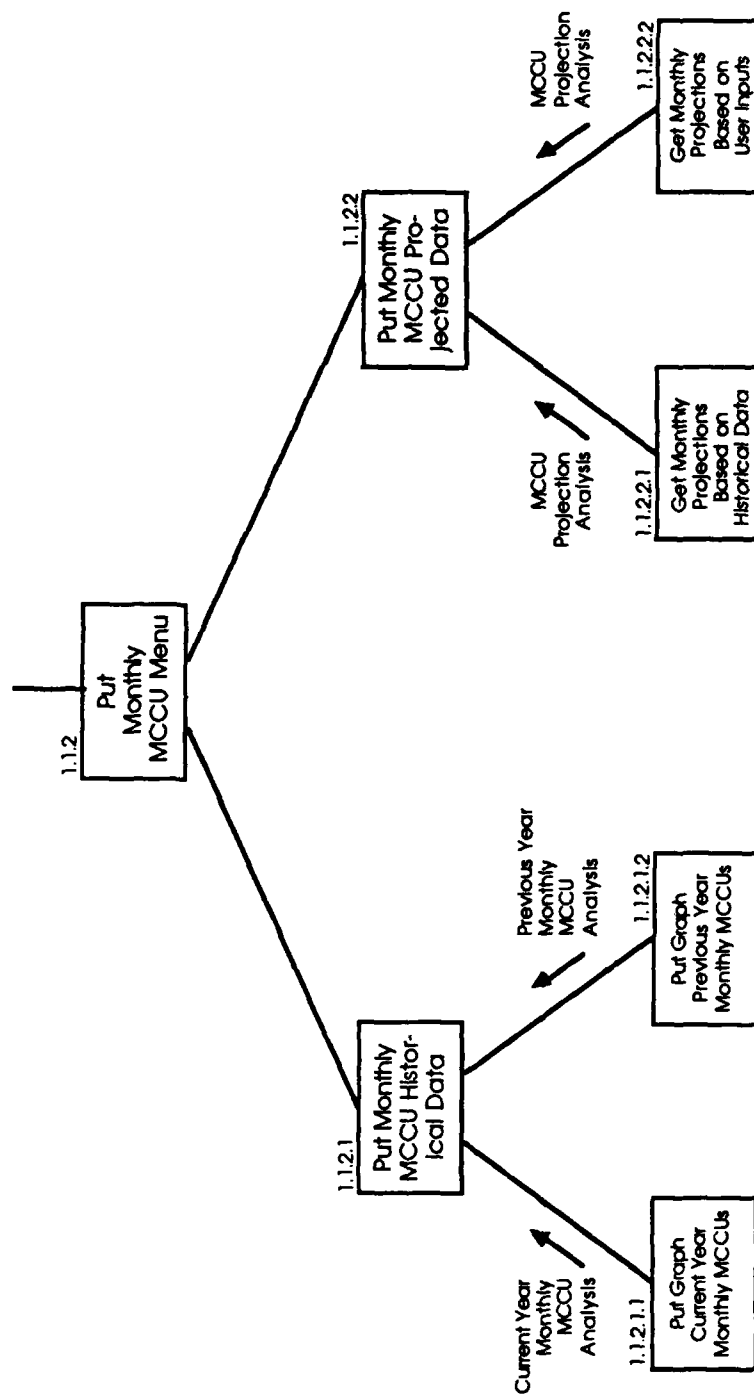 1.1.2
Put
Monthly
MCCU Menu
1.1.2.1
Put Monthly
MCCU Histor-
ical Data
1.1.2.2
Put Monthly
MCCU Pro-
jected Data
Current Year
Monthly
MCCU
Analysis
Previous Year
Monthly
MCCU
Analysis
MCCU
Projection
Analysis
MCCU
Projection
Analysis
1.1.2.1.1
Put Graph
Current Year
Monthly MCCUs
1.1.2.1.2
Put Graph
Previous Year
Monthly MCCUs
1.1.2.2.1
Get Monthly
Projections
Based on
Historical Data
1.1.2.2.2
Get Monthly
Projections
Based on
User Inputs